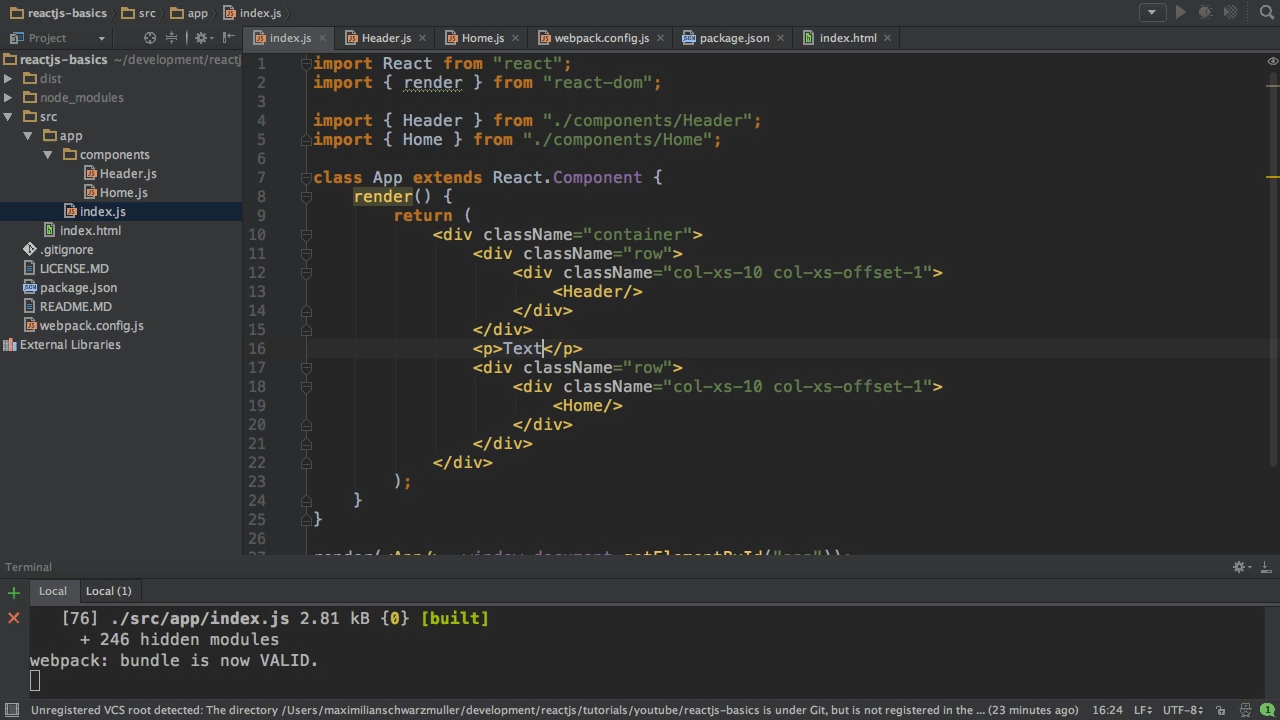 reactjs-basics src app index.js
Project
index.js Header.js Home.js webpack.config.js package.json index.html
reactjs-basics ~/development/reactj
dist
node_modules
src
app
components
Header.js
Home.js
index.js
index.html
.gitignore
LICENSE.MD
package.json
README.MD
webpack.config.js
External Libraries
1 import React from "react";
2 import { render } from "react-dom";
3
4 import { Header } from "./components/Header";
5 import { Home } from "./components/Home";
6
7 class App extends React.Component {
8 render() {
9 return (
10 <div className="container">
11 <div className="row">
12 <div className="col-xs-10 col-xs-offset-1">
13 <Header/>
14 </div>
15 </div>
16 <p>Text</p>
17 <div className="row">
18 <div className="col-xs-10 col-xs-offset-1">
19 <Home/>
20 </div>
21 </div>
22 </div>
23 );
24 }
25 }
26
27 render(<App/>, window.document.getElementById("app"));
Terminal
Local Local (1)
[76] ./src/app/index.js 2.81 kB {0} [built]
+ 246 hidden modules
webpack: bundle is now VALID.
Unregistered VCS root detected: The directory /Users/maximilianschwarzmuller/development/reactjs/tutorials/youtube/reactjs-basics is under Git, but is not registered in the ... (23 minutes ago) 16:24 LF UTF-8 1